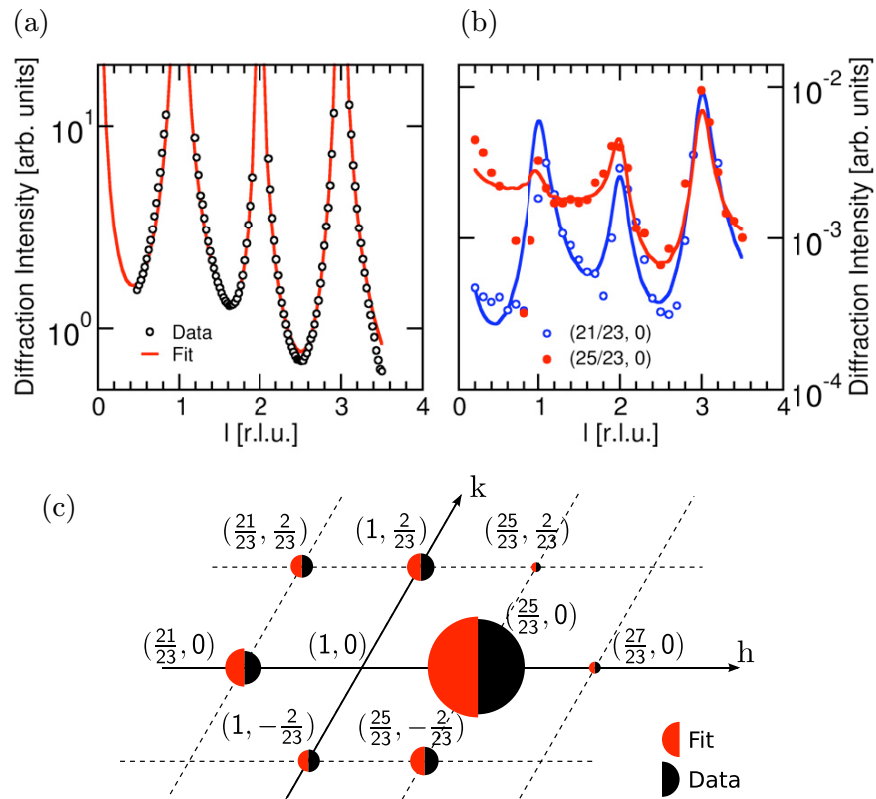 (a)
Diffraction Intensity [arb. units]
10^1
10^0
Data
Fit
0 1 2 3 4
l [r.l.u.]
(b)
10^-2
10^-3
10^-4
Diffraction Intensity [arb. units]
(21/23, 0)
(25/23, 0)
0 1 2 3 4
l [r.l.u.]
(c)
k
(21/23, 2/23) (1, 2/23) (25/23, 2/23)
(25/23, 0)
(21/23, 0) (1, 0) (27/23, 0)
h
(1, -2/23) (25/23, -2/23)
Fit
Data